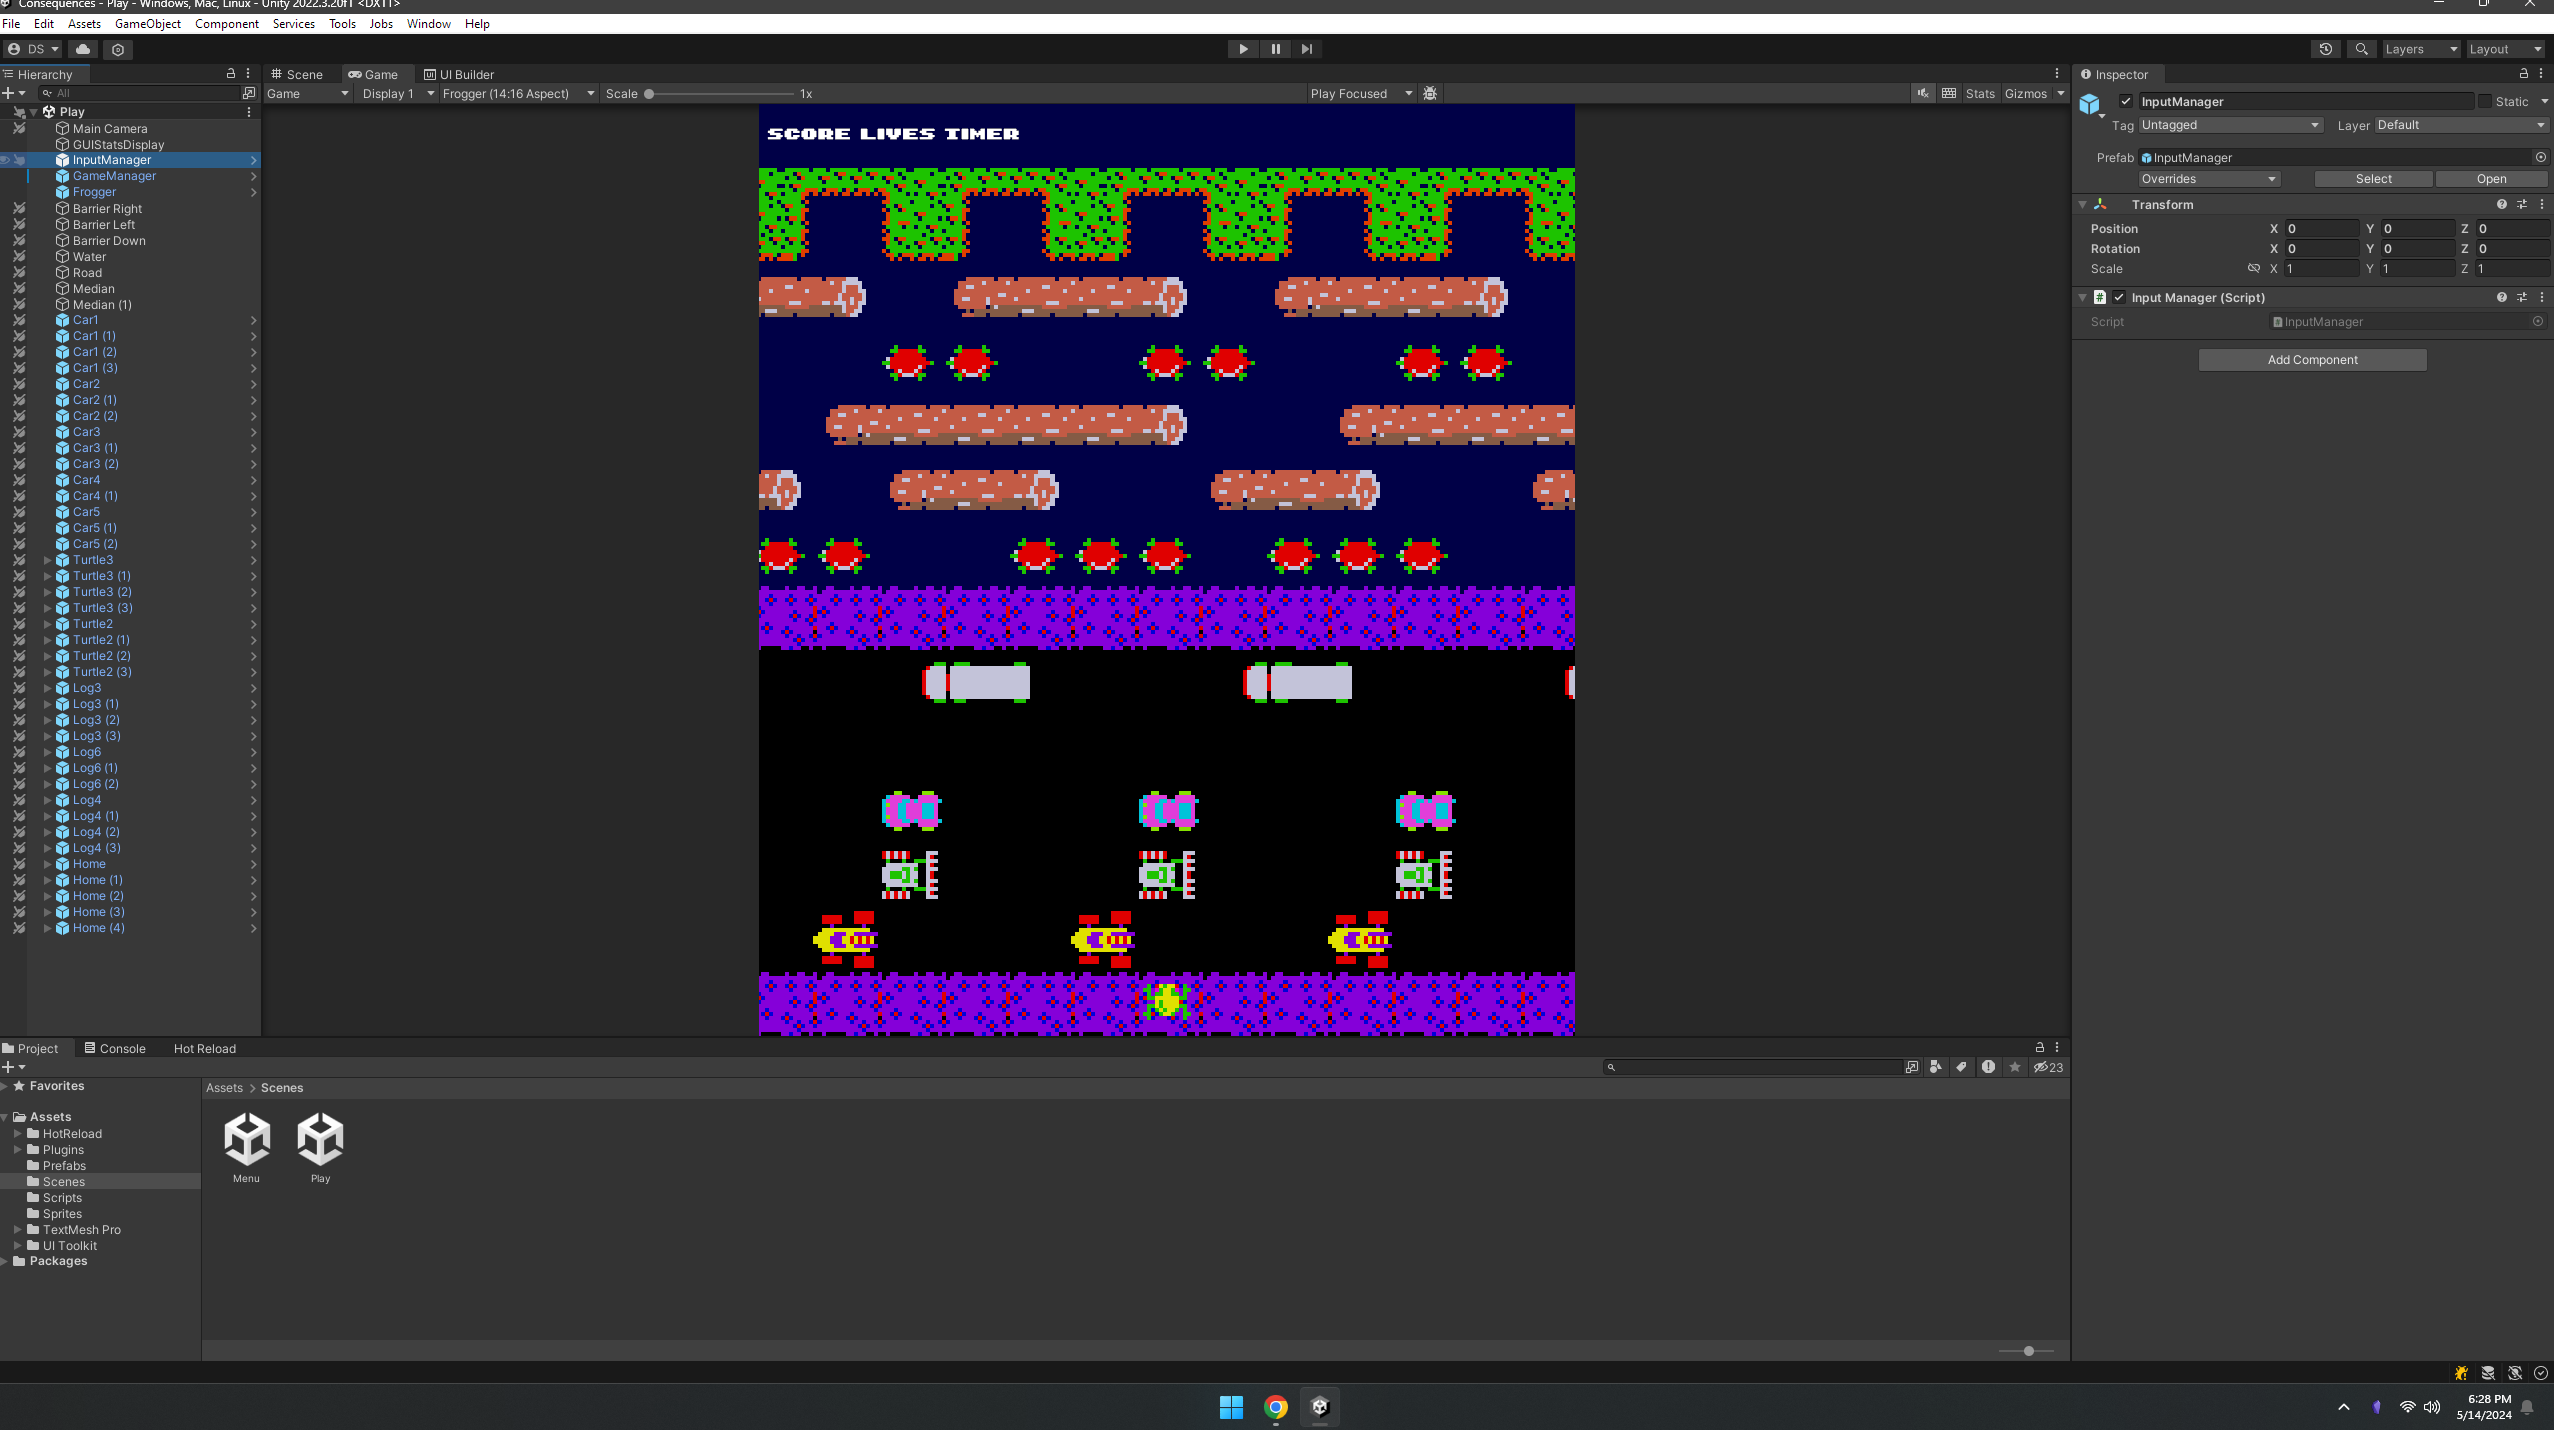 Consequences - Play - Windows, Mac, Linux - Unity 2022.3.20f1 <DX11>
File Edit Assets GameObject Component Services Tools Jobs Window Help
DS
Layers Layout
Hierarchy
Scene Game UI Builder
Inspector
All
Game Display 1 Frogger (14:16 Aspect) Scale 1x Play Focused Stats Gizmos
Play
Main Camera
GUIStatsDisplay
InputManager
GameManager
Frogger
Barrier Right
Barrier Left
Barrier Down
Water
Road
Median
Median (1)
Car1
Car1 (1)
Car1 (2)
Car1 (3)
Car2
Car2 (1)
Car2 (2)
Car3
Car3 (1)
Car3 (2)
Car4
Car4 (1)
Car5
Car5 (1)
Car5 (2)
Turtle3
Turtle3 (1)
Turtle3 (2)
Turtle3 (3)
Turtle2
Turtle2 (1)
Turtle2 (2)
Turtle2 (3)
Log3
Log3 (1)
Log3 (2)
Log3 (3)
Log6
Log6 (1)
Log6 (2)
Log4
Log4 (1)
Log4 (2)
Log4 (3)
Home
Home (1)
Home (2)
Home (3)
Home (4)
SCORE LIVES TIMER
InputManager Static
Tag Untagged Layer Default
Prefab InputManager
Overrides Select Open
Transform
Position X 0 Y 0 Z 0
Rotation X 0 Y 0 Z 0
Scale X 1 Y 1 Z 1
# Input Manager (Script)
Script InputManager
Add Component
Project Console Hot Reload
23
Favorites
Assets
HotReload
Plugins
Prefabs
Scenes
Scripts
Sprites
TextMesh Pro
UI Toolkit
Packages
Assets > Scenes
Menu Play
6:28 PM
5/14/2024